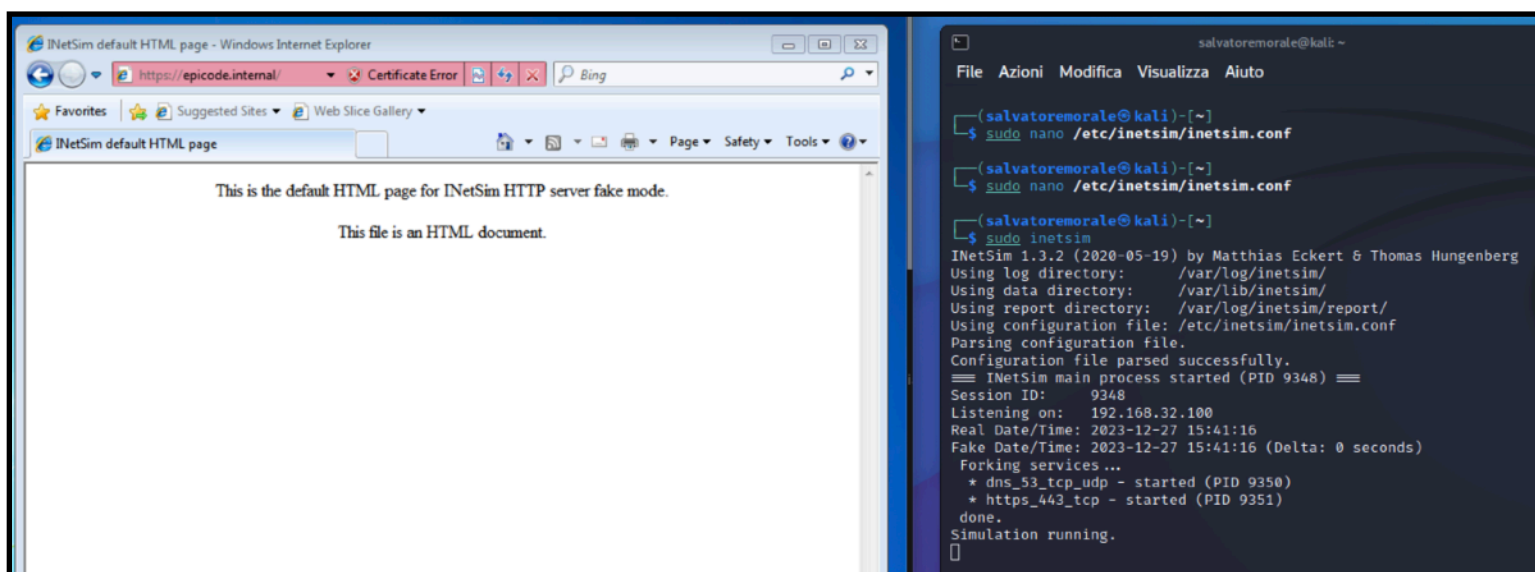 INetSim default HTML page - Windows Internet Explorer
https://epicode.internal/ Certificate Error Bing
Favorites Suggested Sites Web Slice Gallery
INetSim default HTML page Page Safety Tools
This is the default HTML page for INetSim HTTP server fake mode.
This file is an HTML document.
salvatoremorale@kali: ~
File Azioni Modifica Visualizza Aiuto
┌──(salvatoremorale㉿kali)-[~]
└─$ sudo nano /etc/inetsim/inetsim.conf
┌──(salvatoremorale㉿kali)-[~]
└─$ sudo nano /etc/inetsim/inetsim.conf
┌──(salvatoremorale㉿kali)-[~]
└─$ sudo inetsim
INetSim 1.3.2 (2020-05-19) by Matthias Eckert & Thomas Hungenberg
Using log directory: /var/log/inetsim/
Using data directory: /var/lib/inetsim/
Using report directory: /var/log/inetsim/report/
Using configuration file: /etc/inetsim/inetsim.conf
Parsing configuration file.
Configuration file parsed successfully.
=== INetSim main process started (PID 9348) ===
Session ID: 9348
Listening on: 192.168.32.100
Real Date/Time: 2023-12-27 15:41:16
Fake Date/Time: 2023-12-27 15:41:16 (Delta: 0 seconds)
Forking services...
* dns_53_tcp_udp - started (PID 9350)
* https_443_tcp - started (PID 9351)
done.
Simulation running.